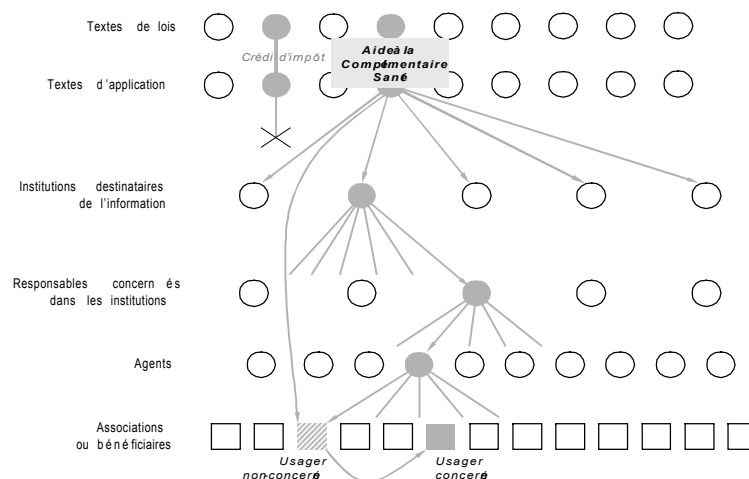 Textes de lois
Crédit d'impôt
Aide à la
Complémentaire
Santé
Textes d'application
Institutions destinataires
de l'information
Responsables concernés
dans les institutions
Agents
Associations
ou bénéficiaires
Usager
non-concerné
Usager
concerné